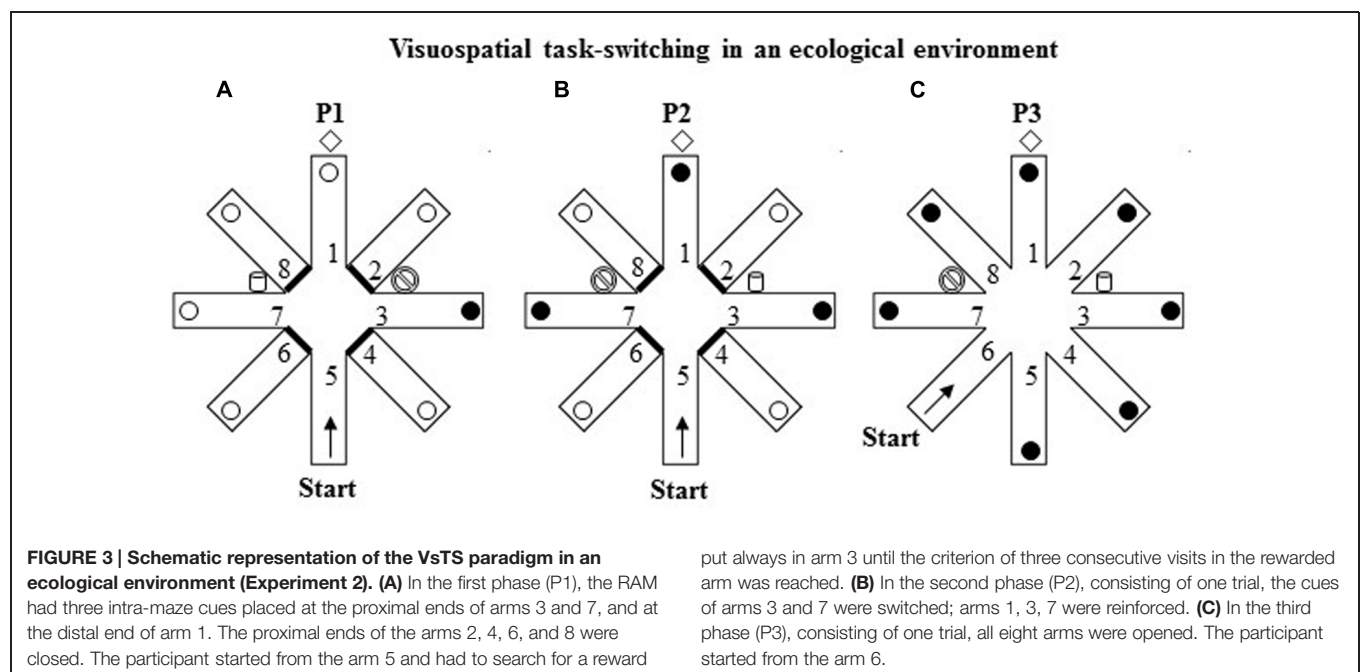 Visuospatial task-switching in an ecological environment
A
B
C
P1
P2
P3
1
2
3
4
5
6
7
8
Start
1
2
3
4
5
6
7
8
Start
1
2
3
4
5
6
7
8
Start
FIGURE 3 | Schematic representation of the VsTS paradigm in an
ecological environment (Experiment 2). (A) In the first phase (P1), the RAM
had three intra-maze cues placed at the proximal ends of arms 3 and 7, and at
the distal end of arm 1. The proximal ends of the arms 2, 4, 6, and 8 were
closed. The participant started from the arm 5 and had to search for a reward
put always in arm 3 until the criterion of three consecutive visits in the rewarded
arm was reached. (B) In the second phase (P2), consisting of one trial, the cues
of arms 3 and 7 were switched; arms 1, 3, 7 were reinforced. (C) In the third
phase (P3), consisting of one trial, all eight arms were opened. The participant
started from the arm 6.